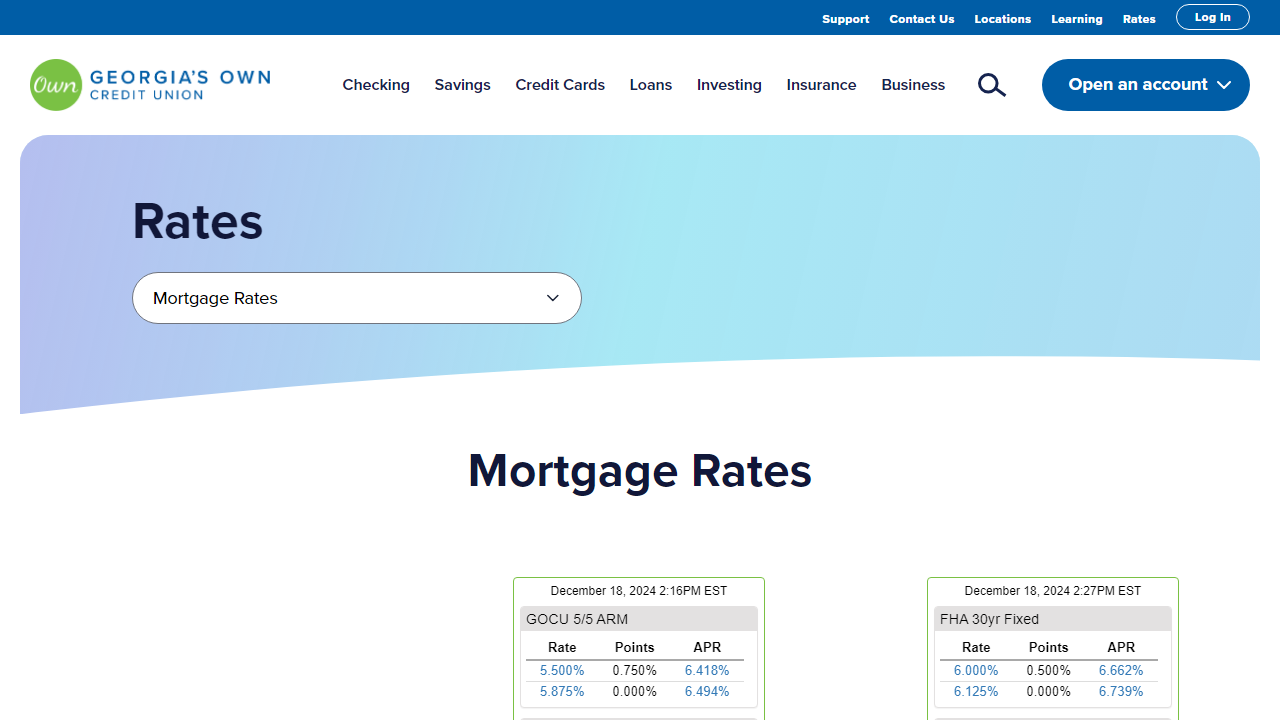 Support Contact Us Locations Learning Rates Log In
Own GEORGIA'S OWN
CREDIT UNION
Checking Savings Credit Cards Loans Investing Insurance Business Open an account
Rates
Mortgage Rates
Mortgage Rates
December 18, 2024 2:16PM EST
GOCU 5/5 ARM
Rate Points APR
5.500% 0.750% 6.418%
5.875% 0.000% 6.494%
December 18, 2024 2:27PM EST
FHA 30yr Fixed
Rate Points APR
6.000% 0.500% 6.662%
6.125% 0.000% 6.739%